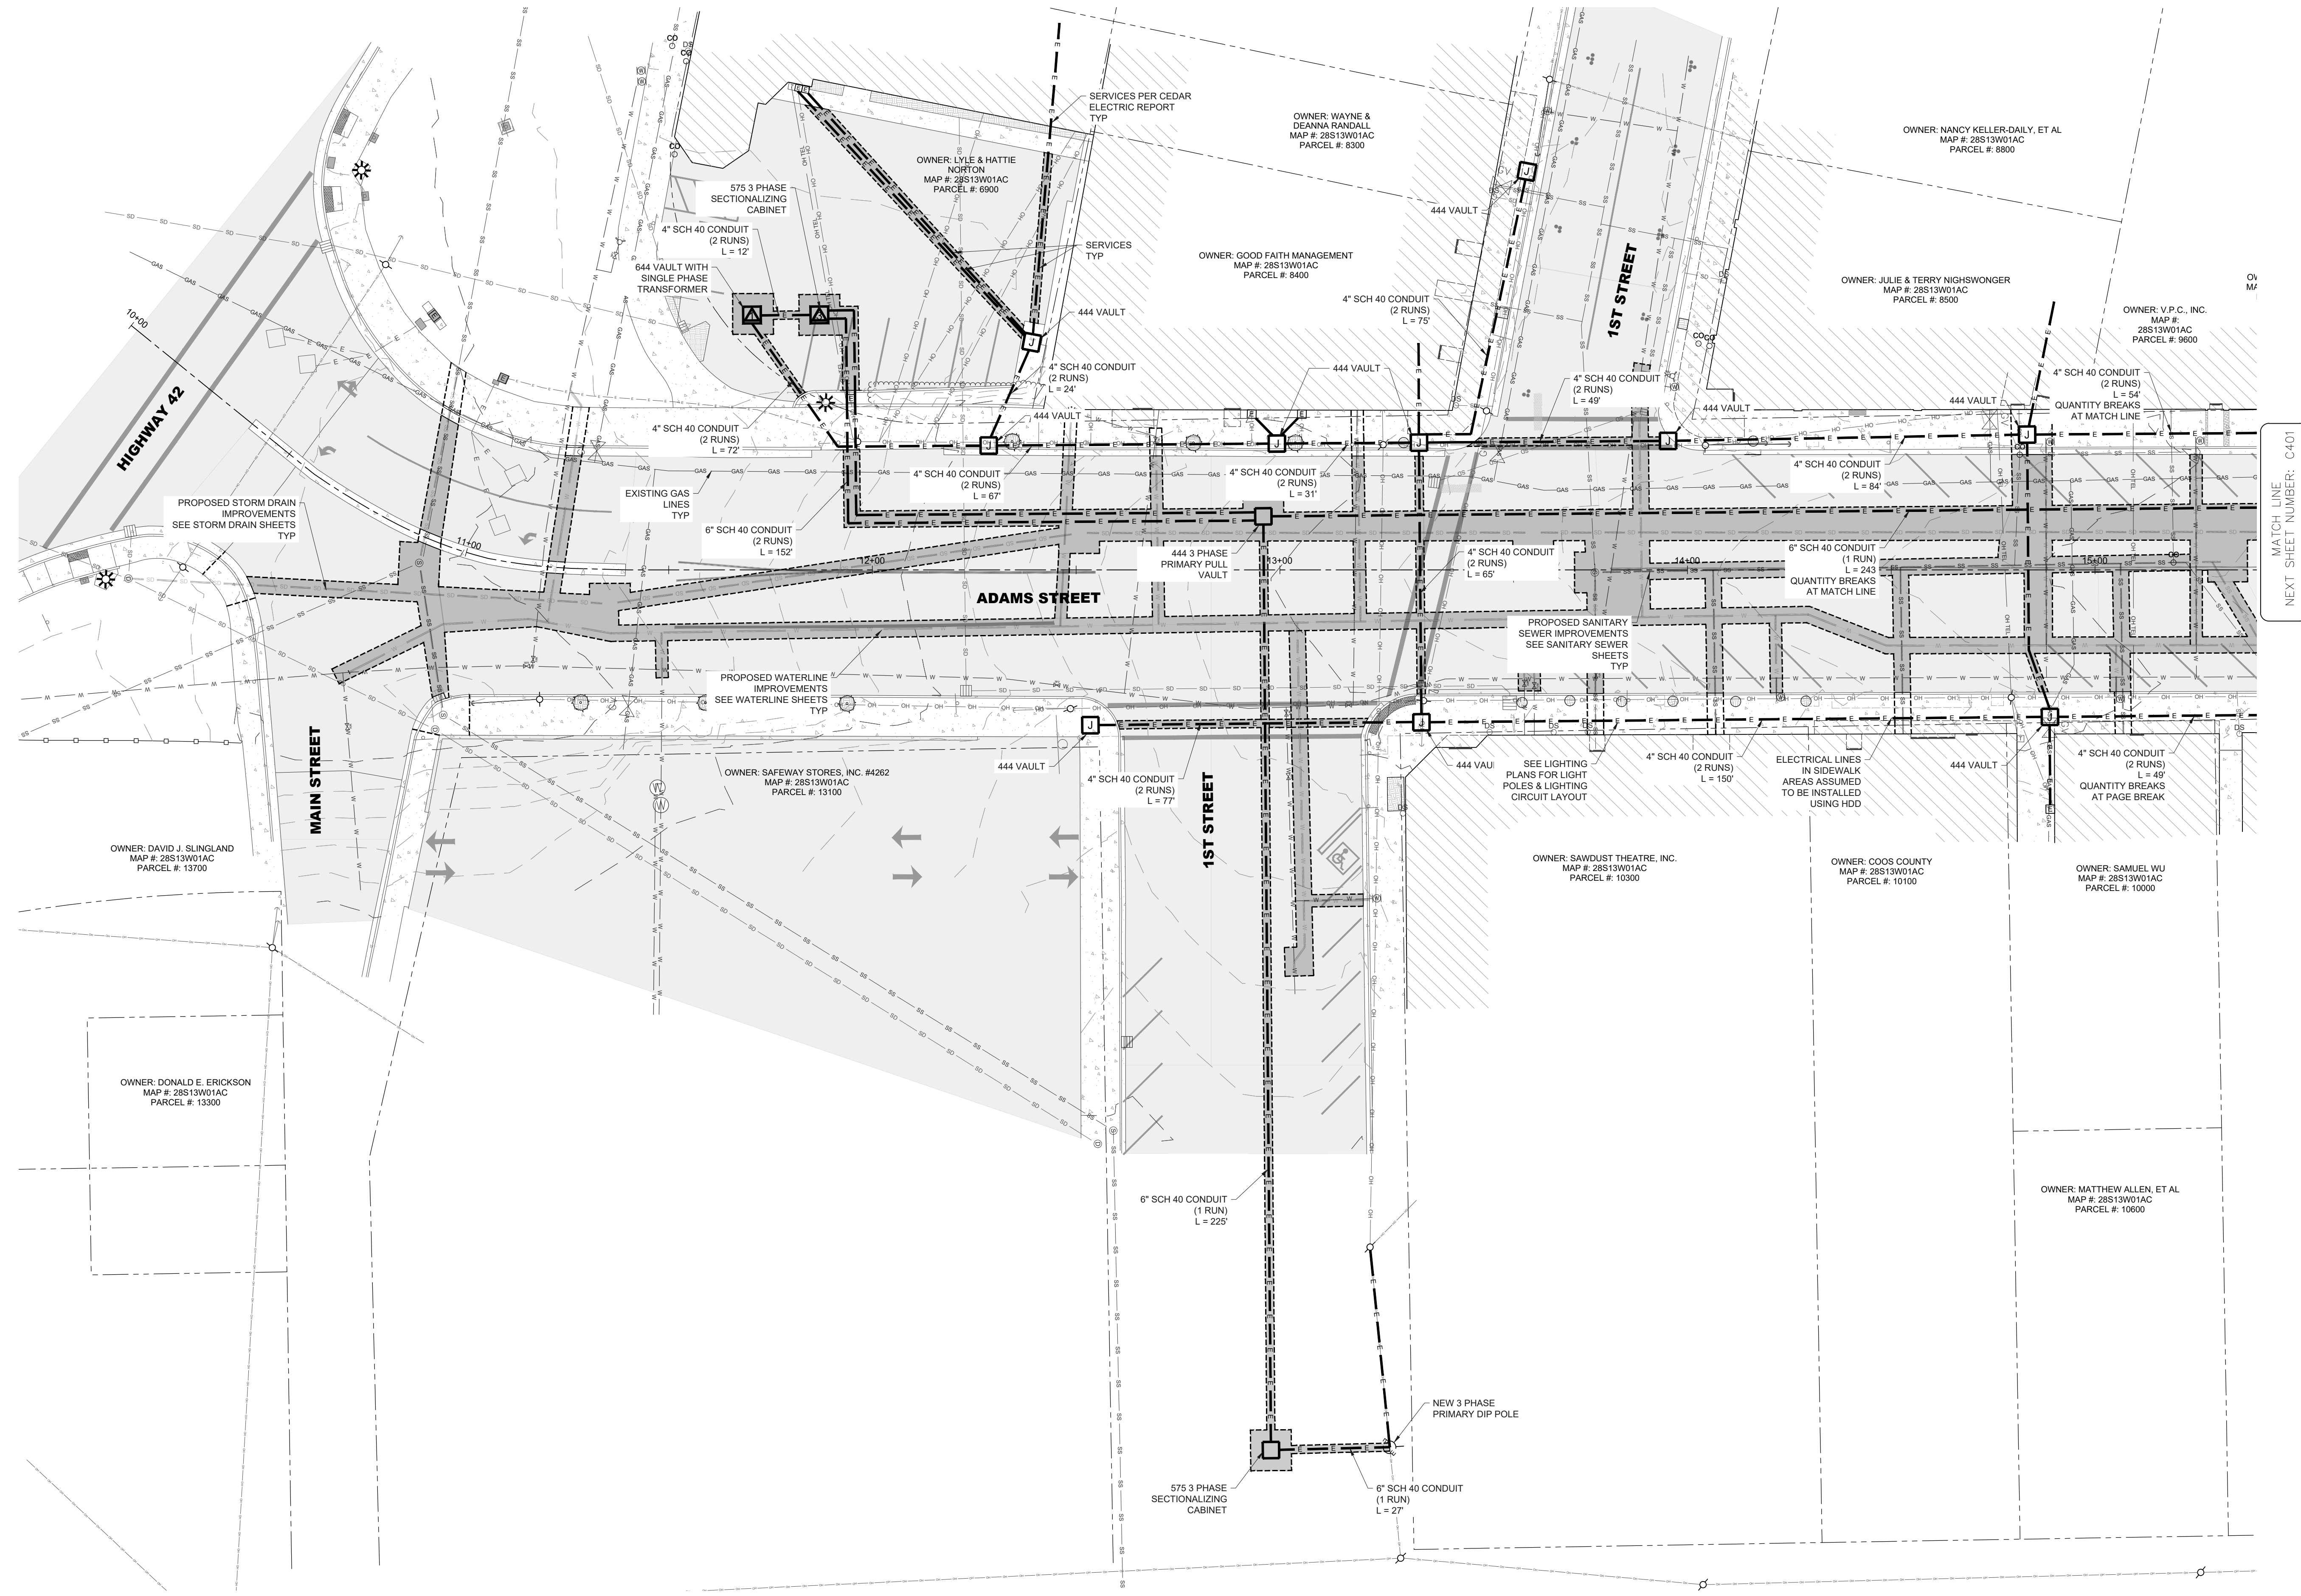 SERVICES PER CEDAR
ELECTRIC REPORT
TYP
OWNER: WAYNE &
DEANNA RANDALL
MAP #: 28S13W01AC
PARCEL #: 8300
OWNER: NANCY KELLER-DAILY, ET AL
MAP #: 28S13W01AC
PARCEL #: 8800
OWNER: LYLE & HATTIE
NORTON
MAP #: 28S13W01AC
PARCEL #: 6900
575 3 PHASE
SECTIONALIZING
CABINET
4" SCH 40 CONDUIT
(2 RUNS)
L = 12'
644 VAULT WITH
SINGLE PHASE
TRANSFORMER
SERVICES
TYP
444 VAULT
OWNER: GOOD FAITH MANAGEMENT
MAP #: 28S13W01AC
PARCEL #: 8400
444 VAULT
4" SCH 40 CONDUIT
(2 RUNS)
L = 75'
1ST STREET
OWNER: JULIE & TERRY NIGHSWONGER
MAP #: 28S13W01AC
PARCEL #: 8500
OWNER: V.P.C., INC.
MAP #:
28S13W01AC
PARCEL #: 9600
10+00
HIGHWAY 42
4" SCH 40 CONDUIT
(2 RUNS)
L = 24'
444 VAULT
444 VAULT
4" SCH 40 CONDUIT
(2 RUNS)
L = 49'
444 VAULT
444 VAULT
4" SCH 40 CONDUIT
(2 RUNS)
L = 54'
QUANTITY BREAKS
AT MATCH LINE
4" SCH 40 CONDUIT
(2 RUNS)
L = 72'
4" SCH 40 CONDUIT
(2 RUNS)
L = 67'
4" SCH 40 CONDUIT
(2 RUNS)
L = 31'
4" SCH 40 CONDUIT
(2 RUNS)
L = 84'
MATCH LINE
NEXT SHEET NUMBER: C401
PROPOSED STORM DRAIN
IMPROVEMENTS
SEE STORM DRAIN SHEETS
TYP
EXISTING GAS
LINES
TYP
6" SCH 40 CONDUIT
(2 RUNS)
L = 152'
11+00
12+00
444 3 PHASE
PRIMARY PULL
VAULT
13+00
4" SCH 40 CONDUIT
(2 RUNS)
L = 65'
14+00
6" SCH 40 CONDUIT
(1 RUN)
L = 243
QUANTITY BREAKS
AT MATCH LINE
15+00
ADAMS STREET
PROPOSED SANITARY
SEWER IMPROVEMENTS
SEE SANITARY SEWER
SHEETS
TYP
PROPOSED WATERLINE
IMPROVEMENTS
SEE WATERLINE SHEETS
TYP
MAIN STREET
OWNER: SAFEWAY STORES, INC. #4262
MAP #: 28S13W01AC
PARCEL #: 13100
444 VAULT
4" SCH 40 CONDUIT
(2 RUNS)
L = 77'
1ST STREET
444 VAU
SEE LIGHTING
PLANS FOR LIGHT
POLES & LIGHTING
CIRCUIT LAYOUT
4" SCH 40 CONDUIT
(2 RUNS)
L = 150'
ELECTRICAL LINES
IN SIDEWALK
AREAS ASSUMED
TO BE INSTALLED
USING HDD
444 VAULT
4" SCH 40 CONDUIT
(2 RUNS)
L = 49'
QUANTITY BREAKS
AT PAGE BREAK
OWNER: DAVID J. SLINGLAND
MAP #: 28S13W01AC
PARCEL #: 13700
OWNER: SAWDUST THEATRE, INC.
MAP #: 28S13W01AC
PARCEL #: 10300
OWNER: COOS COUNTY
MAP #: 28S13W01AC
PARCEL #: 10100
OWNER: SAMUEL WU
MAP #: 28S13W01AC
PARCEL #: 10000
OWNER: DONALD E. ERICKSON
MAP #: 28S13W01AC
PARCEL #: 13300
6" SCH 40 CONDUIT
(1 RUN)
L = 225'
OWNER: MATTHEW ALLEN, ET AL
MAP #: 28S13W01AC
PARCEL #: 10600
NEW 3 PHASE
PRIMARY DIP POLE
575 3 PHASE
SECTIONALIZING
CABINET
6" SCH 40 CONDUIT
(1 RUN)
L = 27'